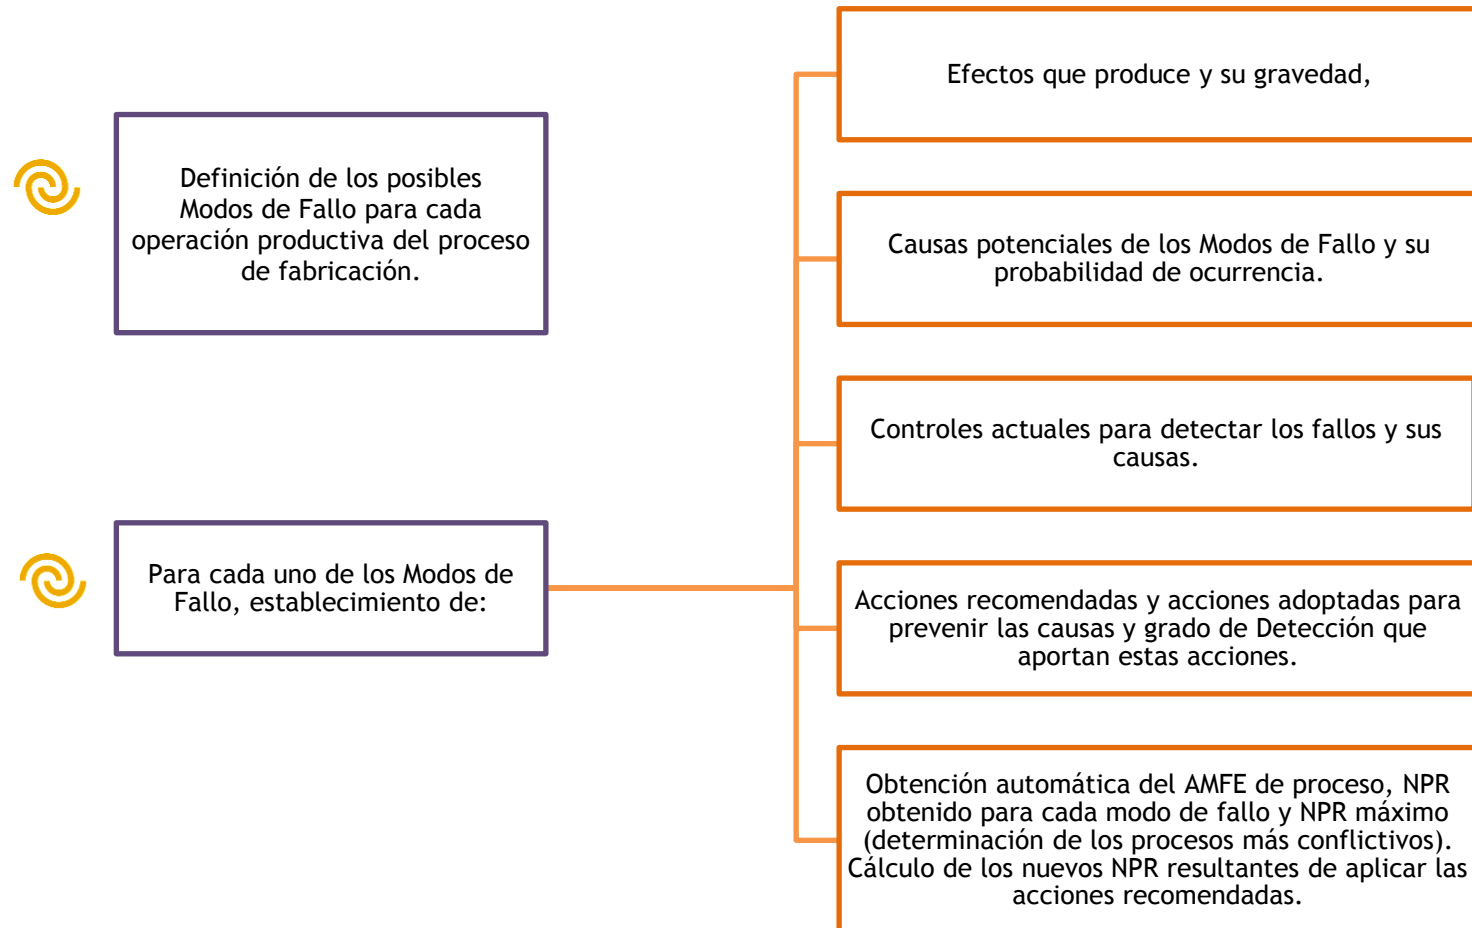 Definición de los posibles
Modos de Fallo para cada
operación productiva del proceso
de fabricación.
Para cada uno de los Modos de
Fallo, establecimiento de:
Efectos que produce y su gravedad,
Causas potenciales de los Modos de Fallo y su
probabilidad de ocurrencia.
Controles actuales para detectar los fallos y sus
causas.
Acciones recomendadas y acciones adoptadas para
prevenir las causas y grado de Detección que
aportan estas acciones.
Obtención automática del AMFE de proceso, NPR
obtenido para cada modo de fallo y NPR máximo
(determinación de los procesos más conflictivos).
Cálculo de los nuevos NPR resultantes de aplicar las
acciones recomendadas.